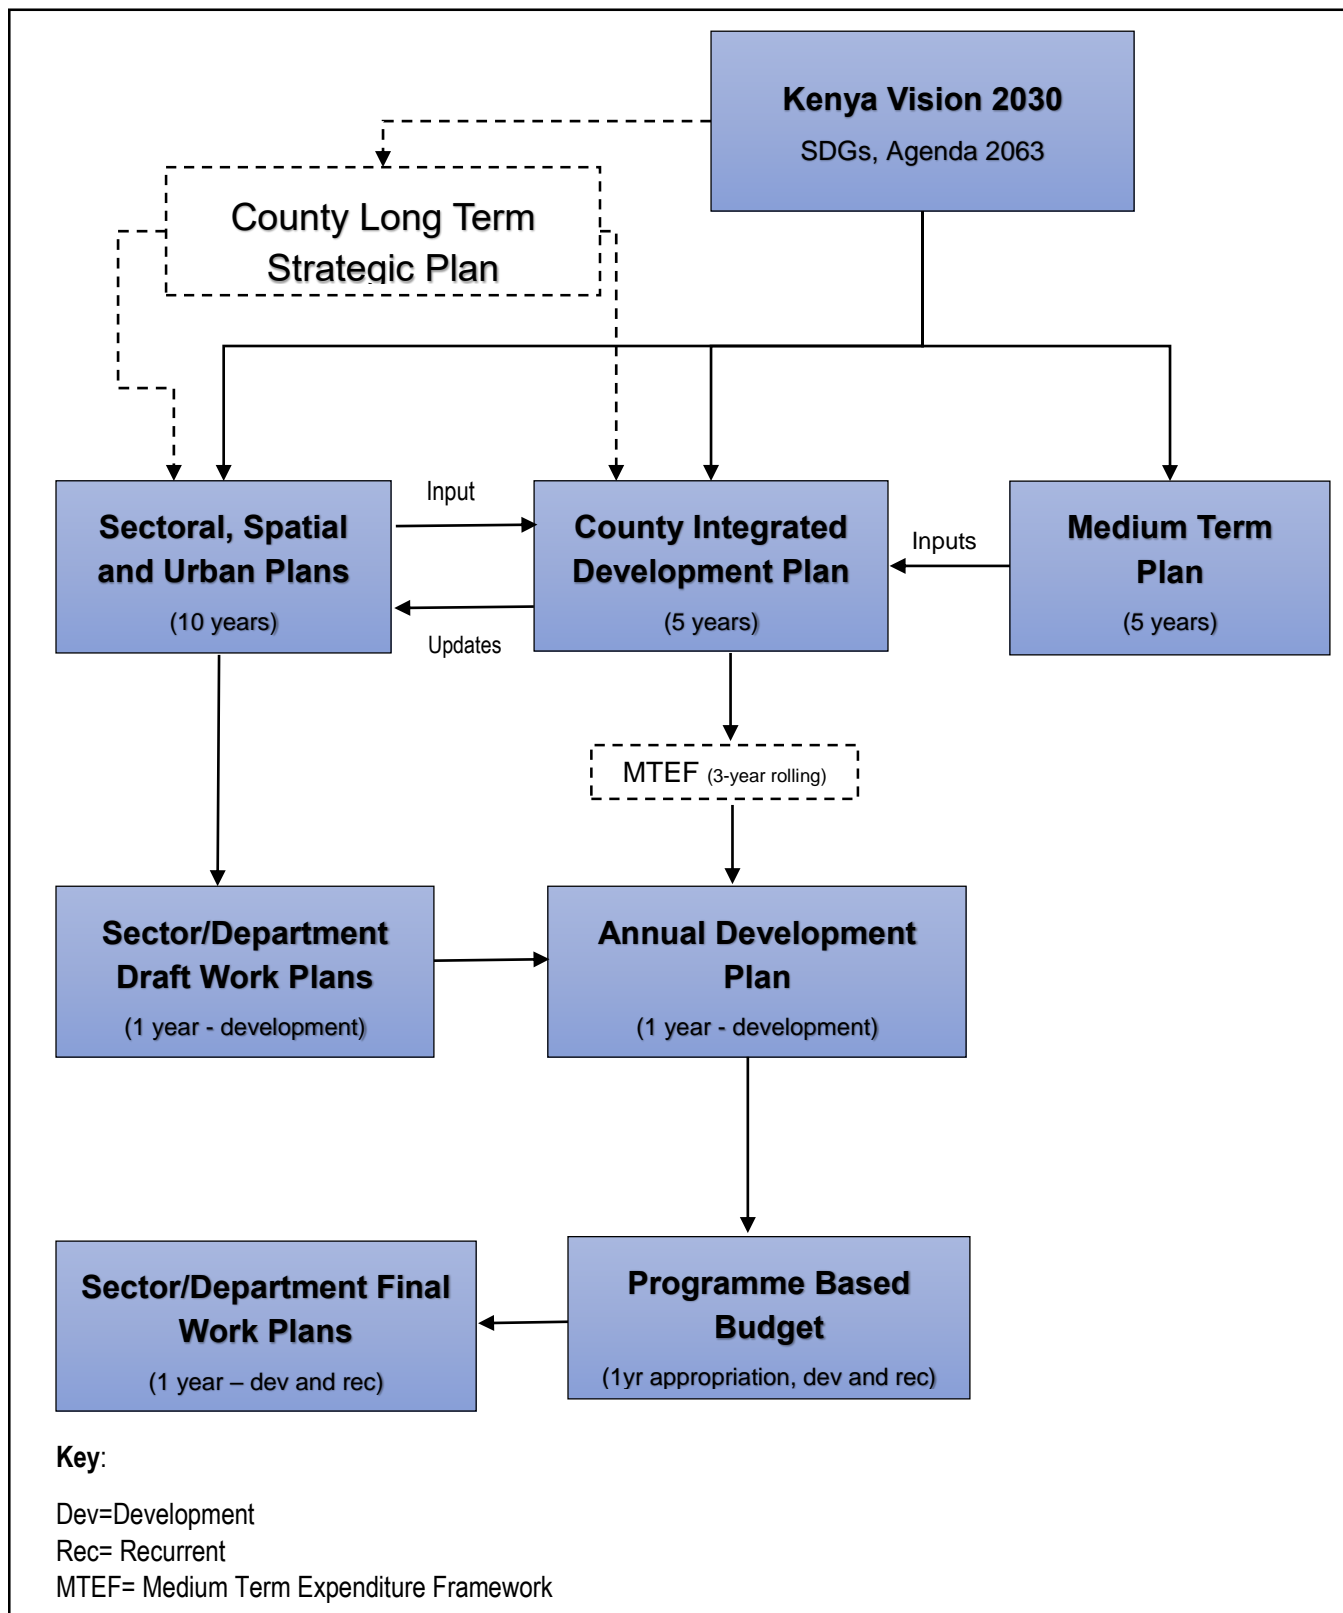 Kenya Vision 2030
SDGs, Agenda 2063
County Long Term
Strategic Plan
Sectoral, Spatial
and Urban Plans
(10 years)
Input
Updates
County Integrated
Development Plan
(5 years)
Inputs
Medium Term
Plan
(5 years)
MTEF (3-year rolling)
Sector/Department
Draft Work Plans
(1 year - development)
Annual Development
Plan
(1 year - development)
Sector/Department Final
Work Plans
(1 year – dev and rec)
Programme Based
Budget
(1yr appropriation, dev and rec)
Key:
Dev=Development
Rec= Recurrent
MTEF= Medium Term Expenditure Framework